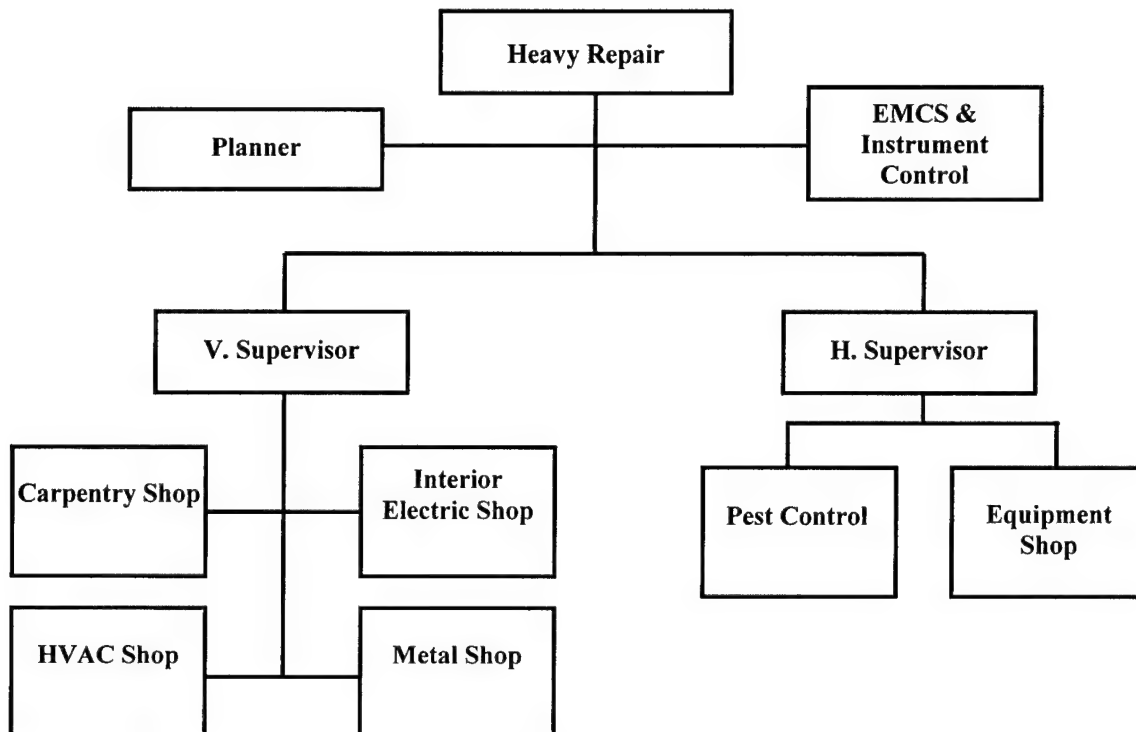 Heavy Repair
Planner
EMCS &
Instrument
Control
V. Supervisor
H. Supervisor
Carpentry Shop
Interior
Electric Shop
Pest Control
Equipment
Shop
HVAC Shop
Metal Shop